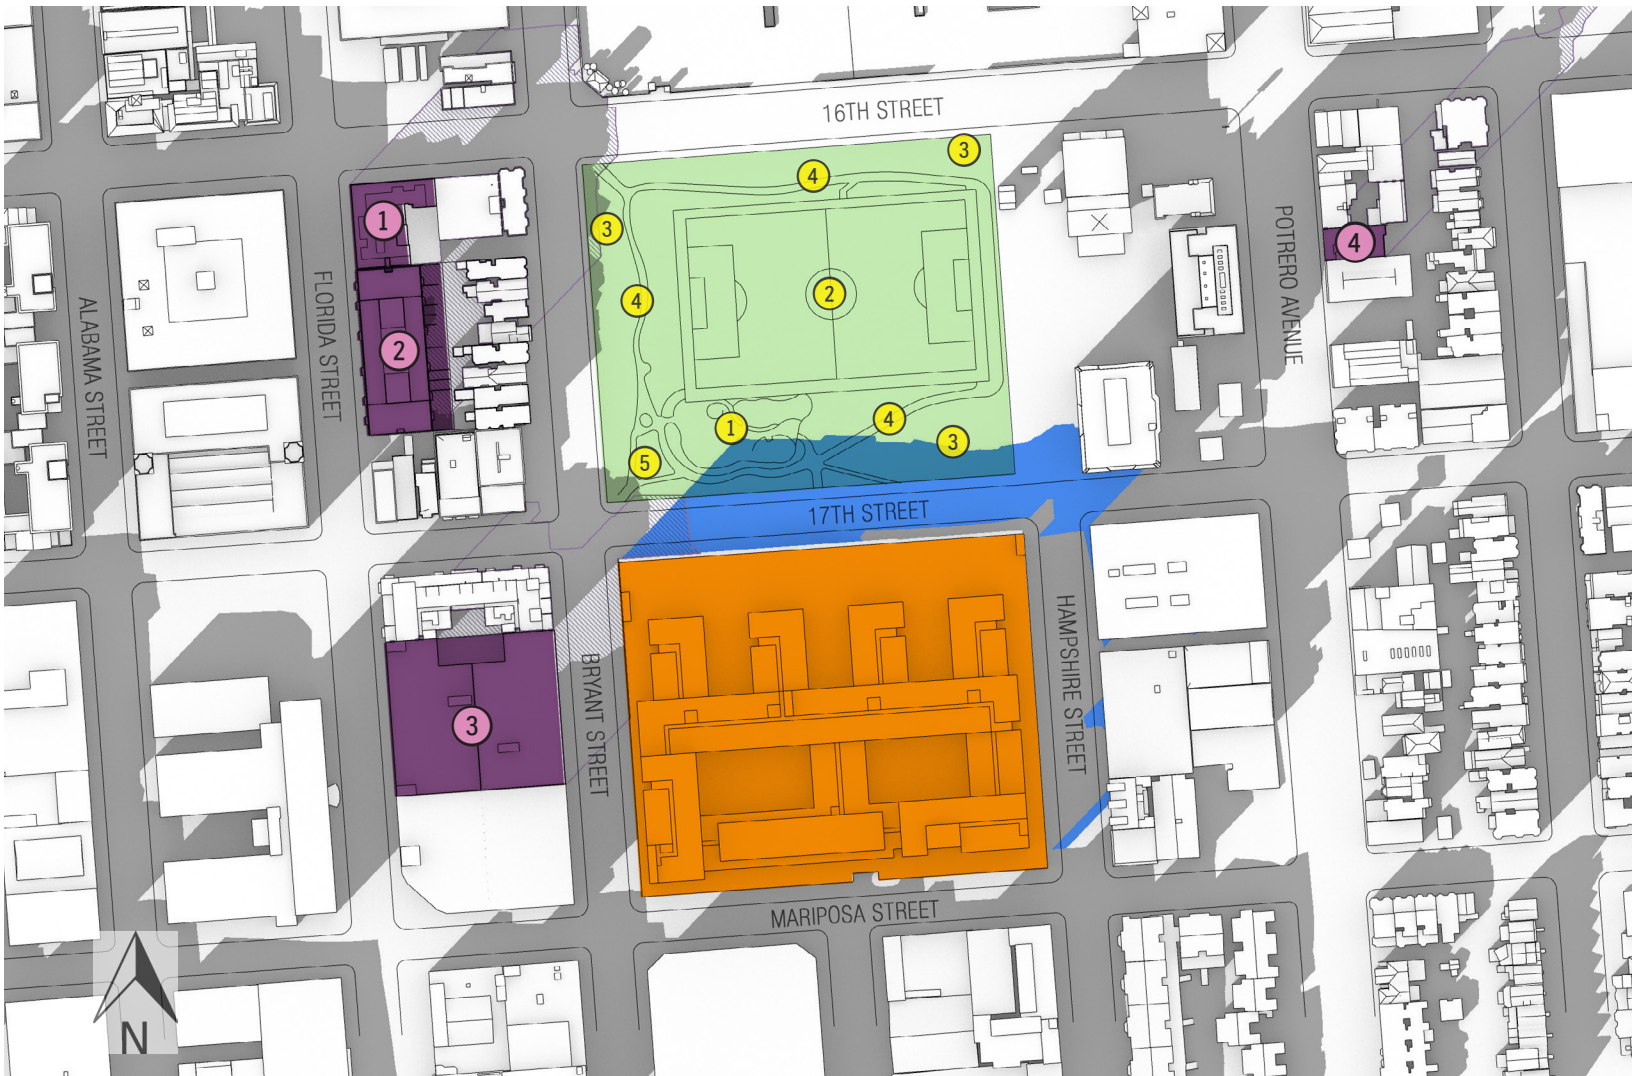 16TH STREET
3
4
1
3
POTRERO AVENUE
4
FLORIDA STREET
4
2
ALABAMA STREET
2
4
1
3
5
17TH STREET
HAMPSHIRE STREET
BRYANT STREET
3
MARIPOSA STREET
N